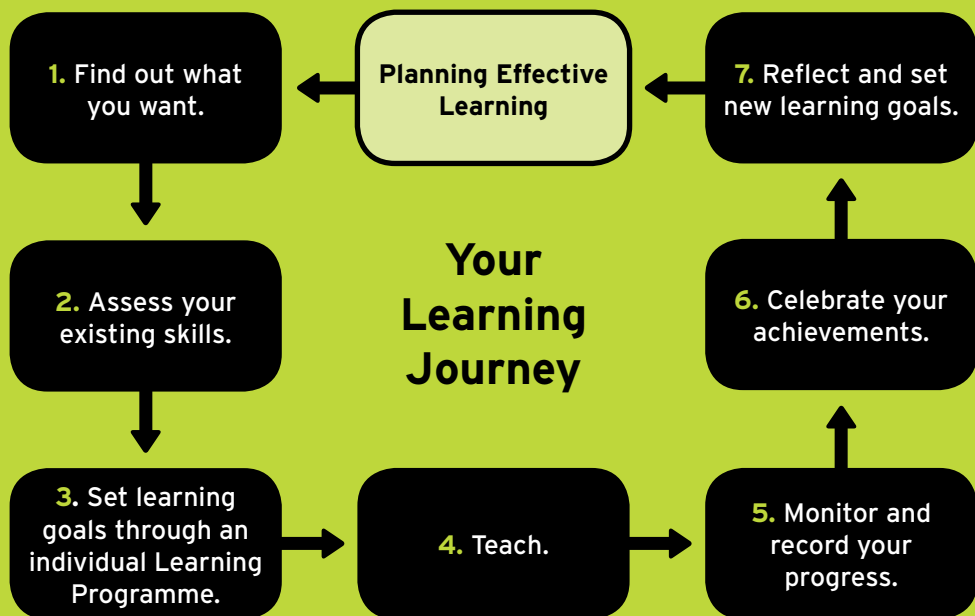 1. Find out what
you want.
Planning Effective
Learning
7. Reflect and set
new learning goals.
2. Assess your
existing skills.
Your
Learning
Journey
6. Celebrate your
achievements.
3. Set learning
goals through an
individual Learning
Programme.
4. Teach.
5. Monitor and
record your
progress.